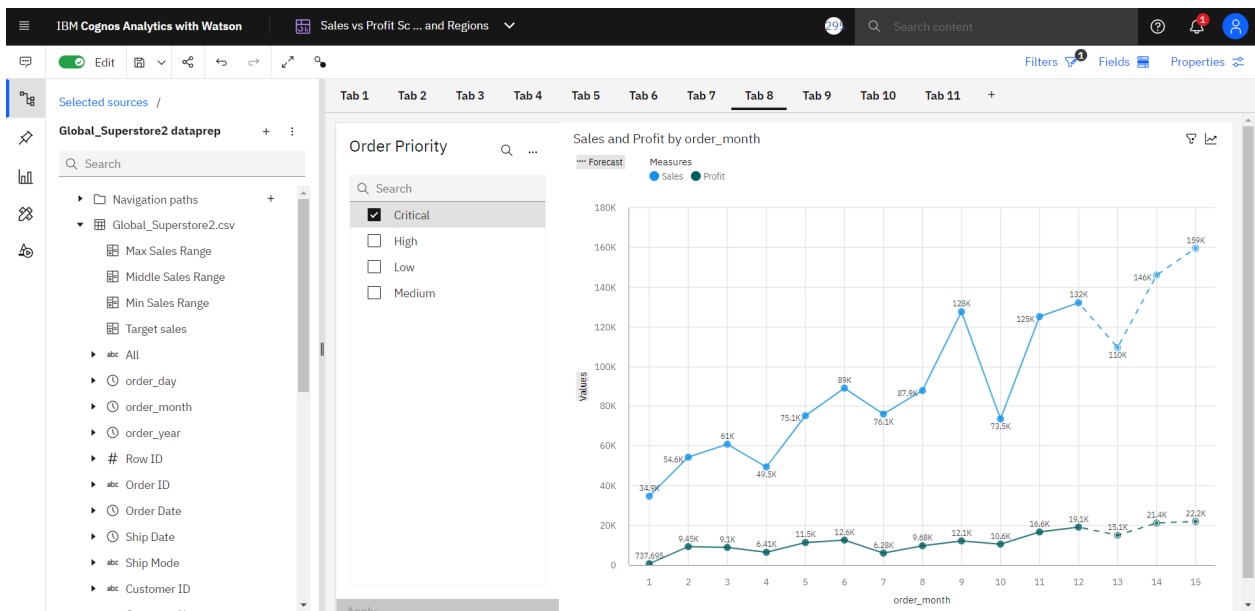 IBM Cognos Analytics with Watson
Sales vs Profit Sc ... and Regions
295
Search content
1
Edit
Filters
1
Fields
Properties
Selected sources /
Global_Superstore2 dataprep
Search
Navigation paths
Global_Superstore2.csv
Max Sales Range
Middle Sales Range
Min Sales Range
Target sales
abc All
order_day
order_month
order_year
# Row ID
abc Order ID
Order Date
Ship Date
abc Ship Mode
abc Customer ID
Tab 1 Tab 2 Tab 3 Tab 4 Tab 5 Tab 6 Tab 7 Tab 8 Tab 9 Tab 10 Tab 11 +
Order Priority
Search
Critical
High
Low
Medium
Apply
Sales and Profit by order_month
Forecast
Measures
Sales Profit
Values
180K
160K
140K
120K
100K
80K
60K
40K
20K
0
34.9K
54.6K
61K
49.5K
75.1K
89K
76.1K
87.9K
128K
73.5K
125K
132K
110K
146K
159K
737.695
9.45K
9.1K
6.41K
11.5K
12.6K
6.28K
9.68K
12.1K
10.6K
16.6K
19.1K
15.1K
21.4K
22.2K
1 2 3 4 5 6 7 8 9 10 11 12 13 14 15
order_month